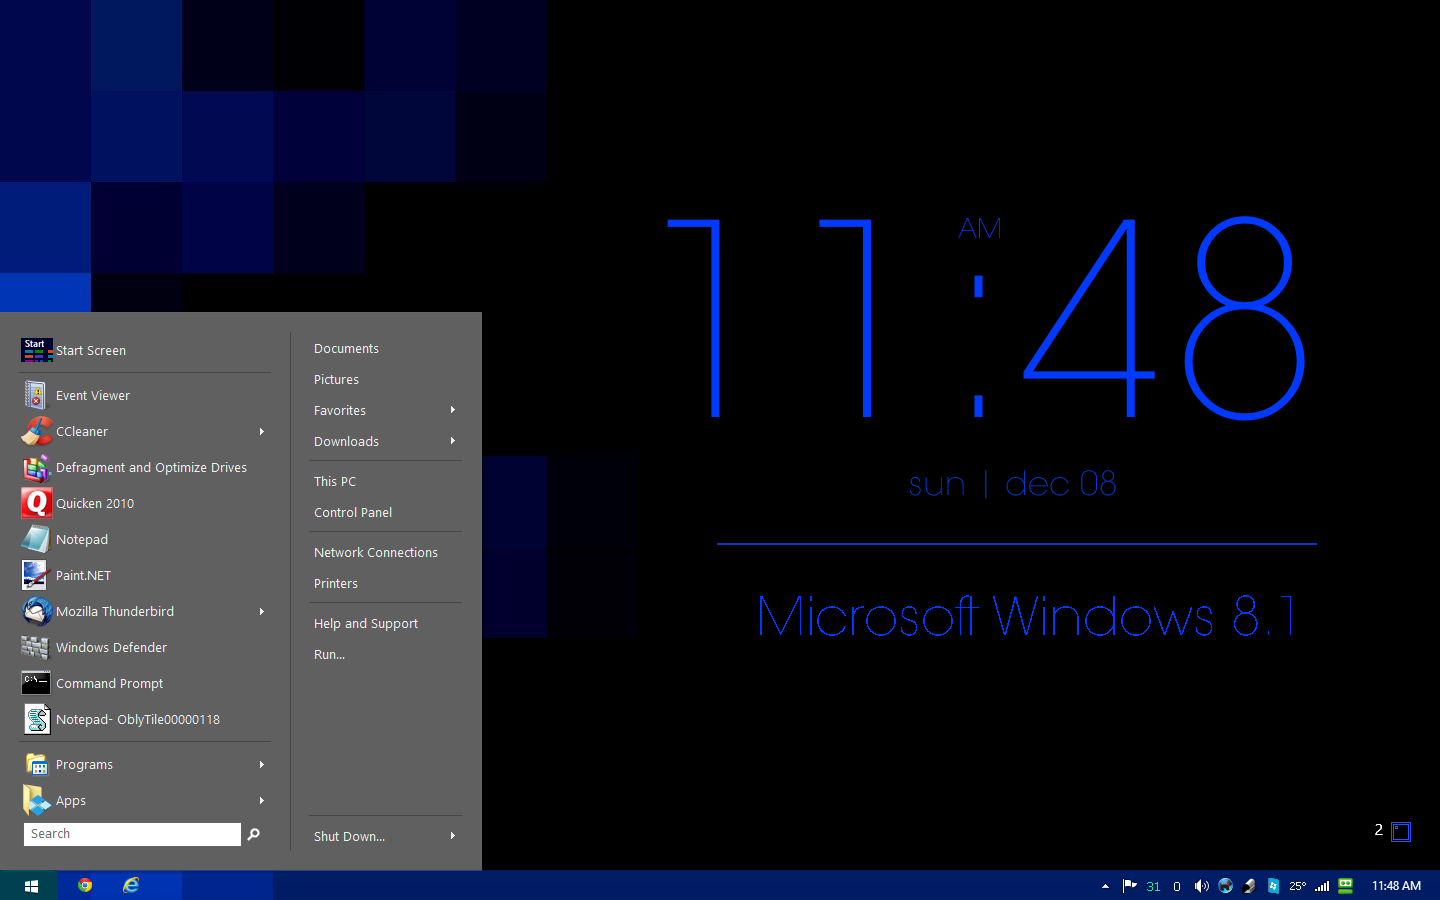 Start
Start Screen
Event Viewer
CCleaner
Defragment and Optimize Drives
Quicken 2010
Notepad
Paint.NET
Mozilla Thunderbird
Windows Defender
C:\_
Command Prompt
Notepad- OblyTile00000118
Programs
Apps
Search
Documents
Pictures
Favorites
Downloads
This PC
Control Panel
Network Connections
Printers
Help and Support
Run...
Shut Down...
AM
11:48
sun | dec 08
Microsoft Windows 8.1
2
31 0 25° 11:48 AM